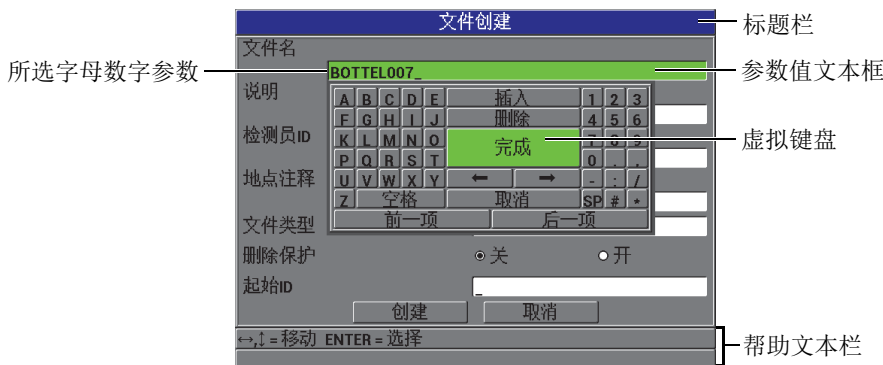 文件创建
标题栏
文件名
所选字母数字参数
BOTTEL007_
参数值文本框
说明
A B C D E 插入 1 2 3
F G H I J 删除 4 5 6
检测员ID
K L M N O 完成 7 8 9
虚拟键盘
P Q R S T 0 . ,
地点注释
U V W X Y ← → - : /
Z 空格 取消 SP # *
文件类型
前一项 后一项
删除保护 关 开
起始ID _
创建 取消
↔,↕ = 移动 ENTER = 选择
帮助文本栏